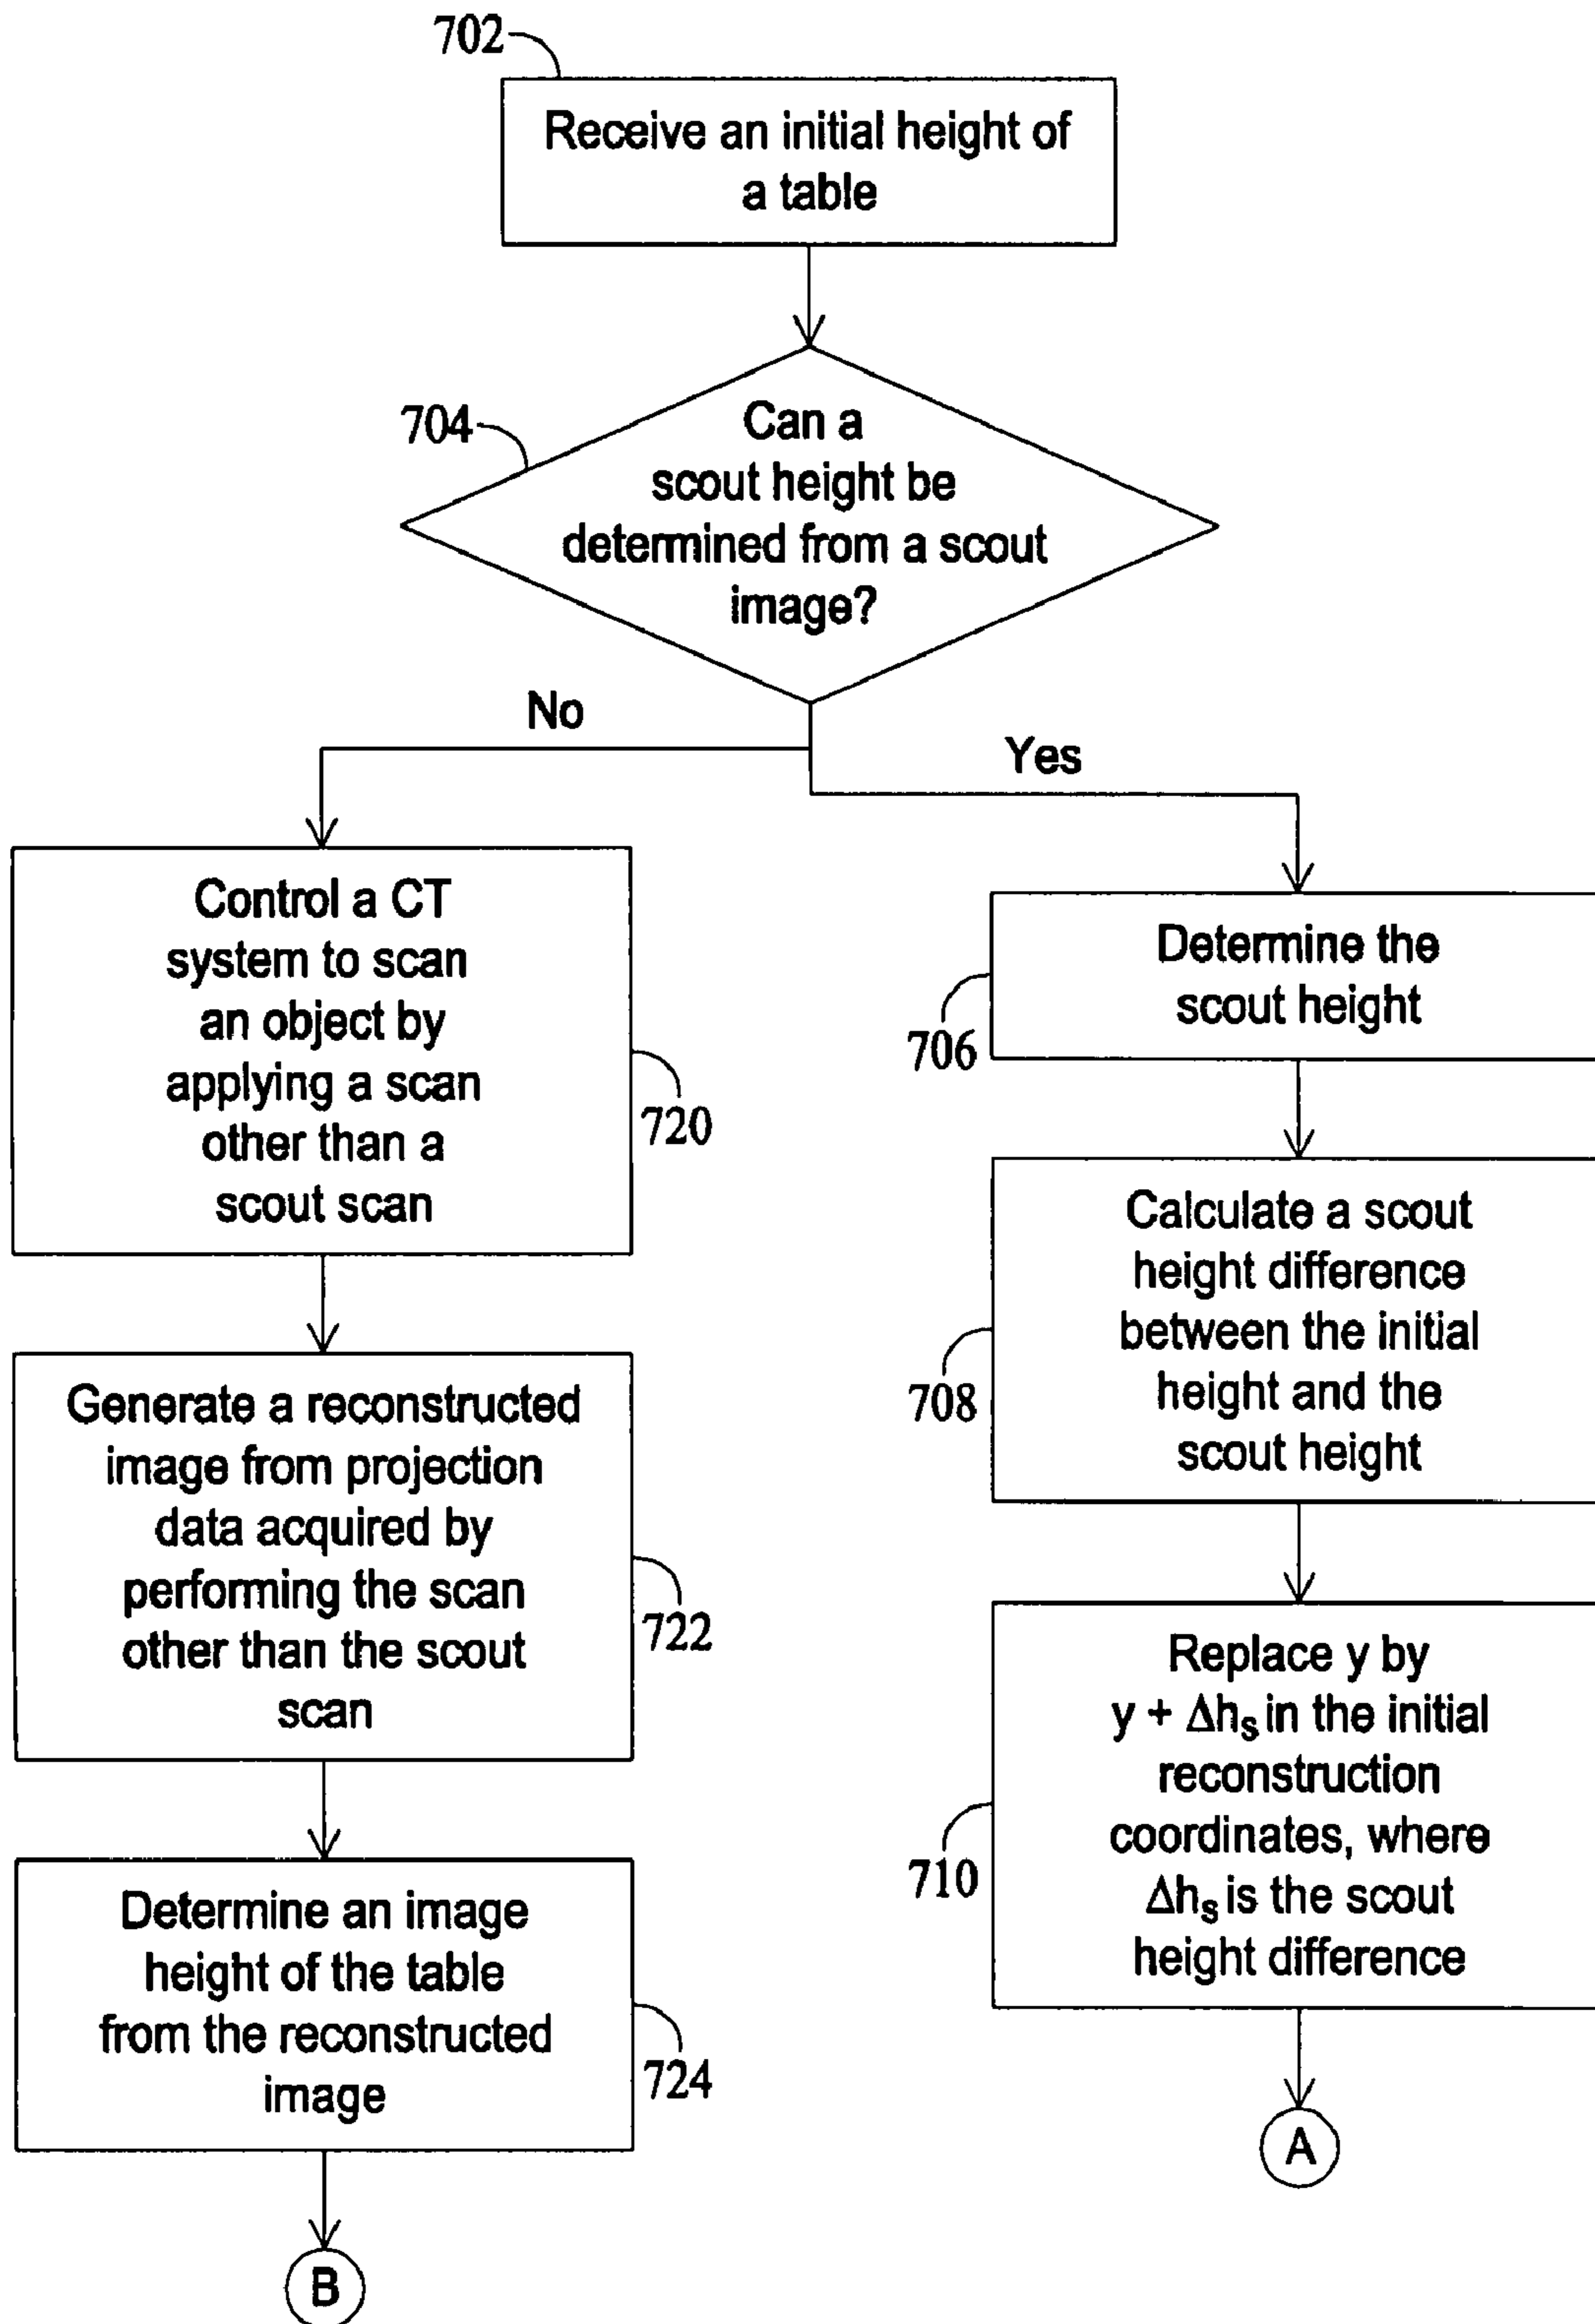 702
Receive an initial height of
a table
704
Can a
scout height be
determined from a scout
image?
No
Yes
Control a CT
system to scan
an object by
applying a scan
other than a
scout scan
720
Generate a reconstructed
image from projection
data acquired by
performing the scan
other than the scout
scan
722
Determine an image
height of the table
from the reconstructed
image
724
B
Determine the
scout height
706
Calculate a scout
height difference
between the initial
height and the
scout height
708
Replace y by
y + Δhs in the initial
reconstruction
coordinates, where
Δhs is the scout
height difference
710
A